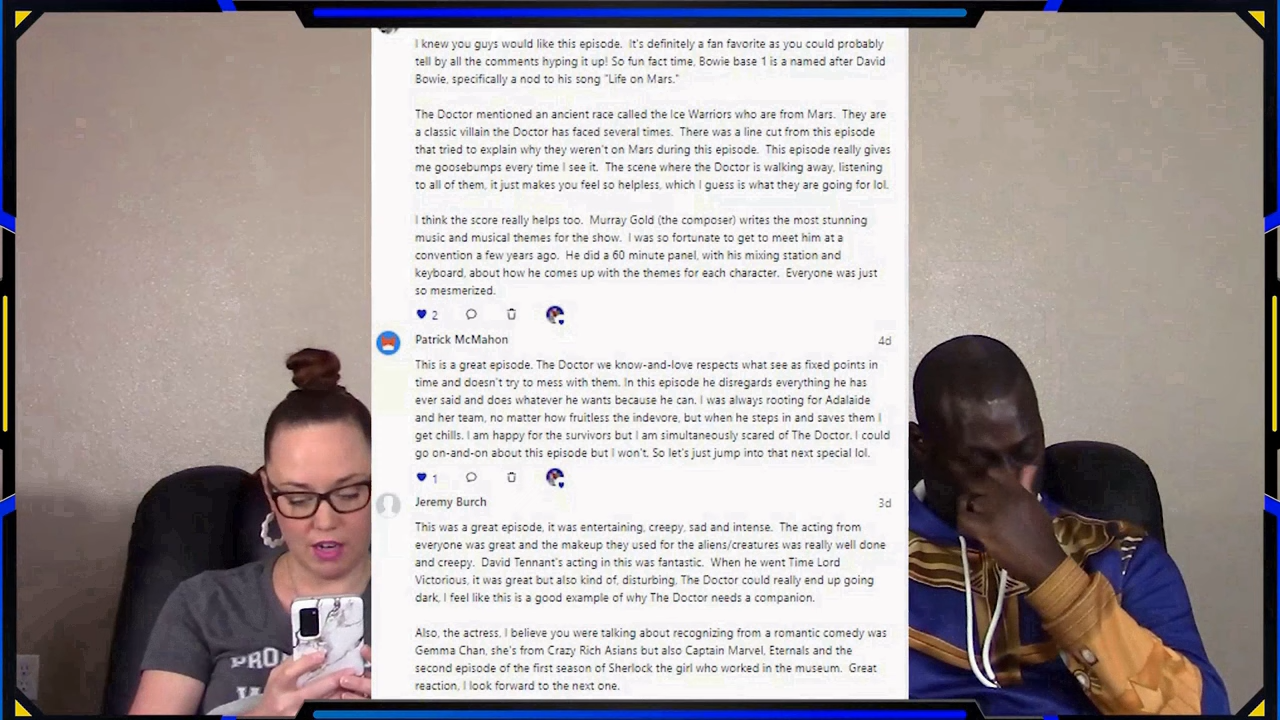 I knew you guys would like this episode.  It's definitely a fan favorite as you could probably
tell by all the comments hyping it up! So fun fact time, Bowie base 1 is a named after David
Bowie, specifically a nod to his song "Life on Mars."
The Doctor mentioned an ancient race called the Ice Warriors who are from Mars.  They are
a classic villain the Doctor has faced several times.  There was a line cut from this episode
that tried to explain why they weren't on Mars during this episode.  This episode really gives
me goosebumps every time I see it.  The scene where the Doctor is walking away, listening
to all of them, it just makes you feel so helpless, which I guess is what they are going for lol.
I think the score really helps too.  Murray Gold (the composer) writes the most stunning
music and musical themes for the show.  I was so fortunate to get to meet him at a
convention a few years ago.  He did a 60 minute panel, with his mixing station and
keyboard, about how he comes up with the themes for each character.  Everyone was just
so mesmerized.
2
Patrick McMahon 4d
This is a great episode. The Doctor we know-and-love respects what see as fixed points in
time and doesn't try to mess with them. In this episode he disregards everything he has
ever said and does whatever he wants because he can. I was always rooting for Adalaide
and her team, no matter how fruitless the indevore, but when he steps in and saves them I
get chills. I am happy for the survivors but I am simultaneously scared of The Doctor. I could
go on-and-on about this episode but I won't. So let's just jump into that next special lol.
1
Jeremy Burch 3d
This was a great episode, it was entertaining, creepy, sad and intense.  The acting from
everyone was great and the makeup they used for the aliens/creatures was really well done
and creepy.  David Tennant's acting in this was fantastic.  When he went Time Lord
Victorious, it was great but also kind of, disturbing, The Doctor could really end up going
dark, I feel like this is a good example of why The Doctor needs a companion.
Also, the actress, I believe you were talking about recognizing from a romantic comedy was
Gemma Chan, she's from Crazy Rich Asians but also Captain Marvel, Eternals and the
second episode of the first season of Sherlock the girl who worked in the museum.  Great
reaction, I look forward to the next one.
PRO